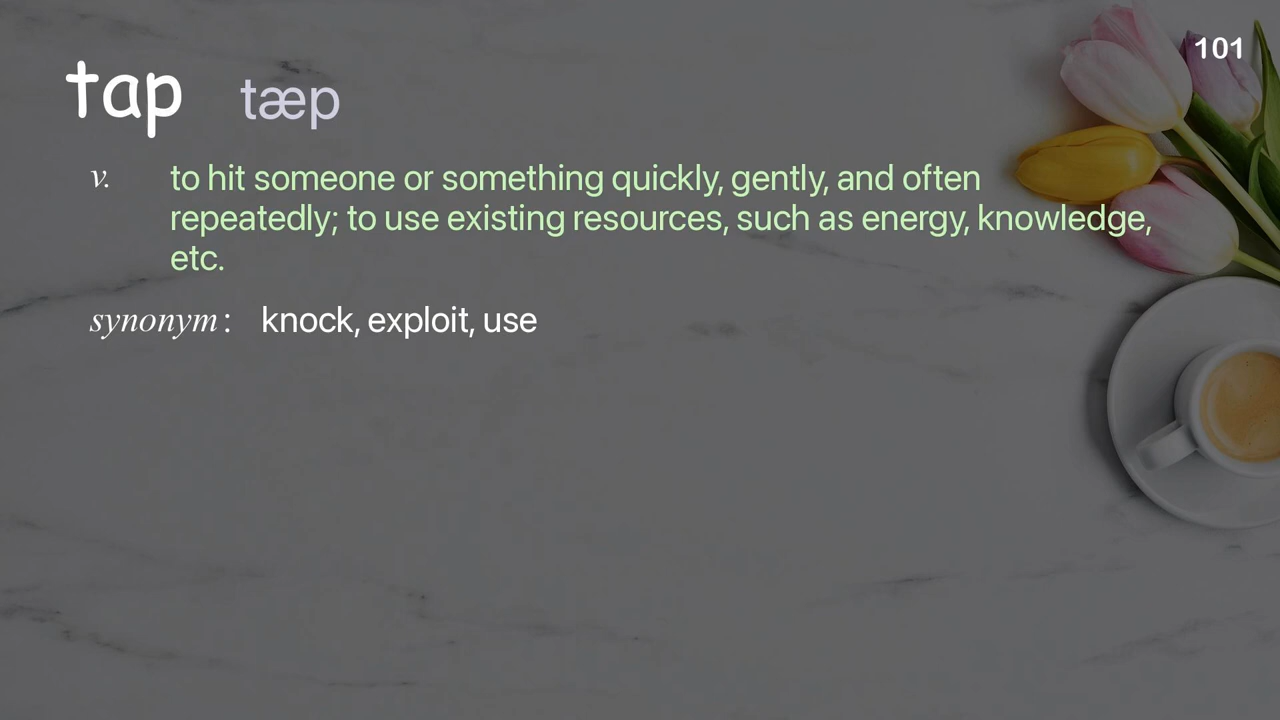 101
tap tæp
v. to hit someone or something quickly, gently, and often
repeatedly; to use existing resources, such as energy, knowledge,
etc.
synonym : knock, exploit, use